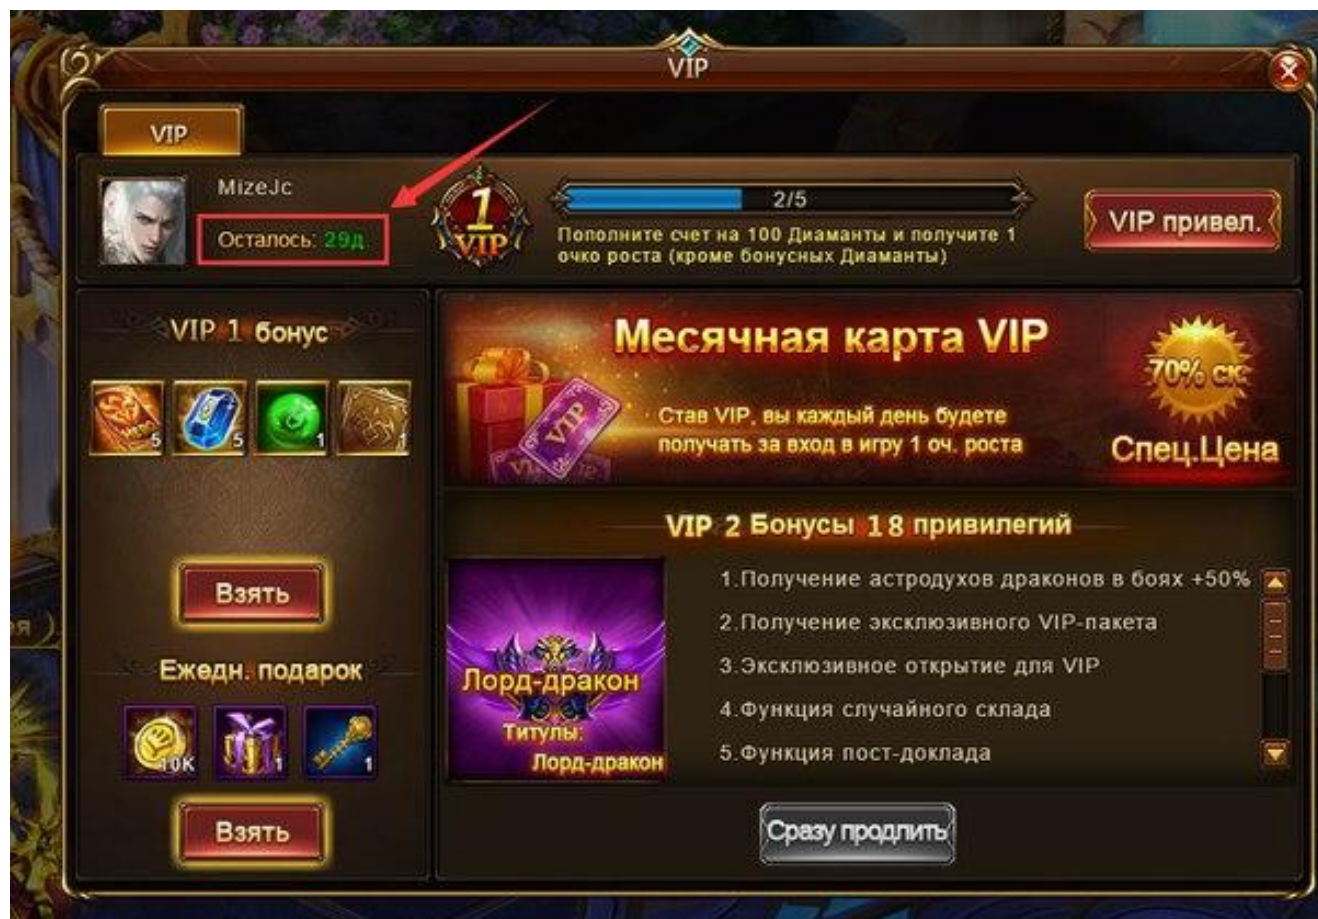 VIP
VIP
MizeJc
Осталось: 29д.
1
VIP
2/5
Пополните счет на 100 Диаманты и получите 1
очко роста (кроме бонусных Диаманты)
VIP привел.
VIP 1 бонус
5
5
1
1
Взять
Ежедн. подарок
10K
1
1
Взять
Месячная карта VIP
Став VIP, вы каждый день будете
получать за вход в игру 1 оч. роста
VIP
70% ск
Спец.Цена
VIP 2 Бонусы 18 привилегий
Лорд-дракон
Титулы:
Лорд-дракон
1.Получение астродухов драконов в боях +50%
2.Получение эксклюзивного VIP-пакета
3.Эксклюзивное открытие для VIP
4.Функция случайного склада
5.Функция пост-доклада
Сразу продлить